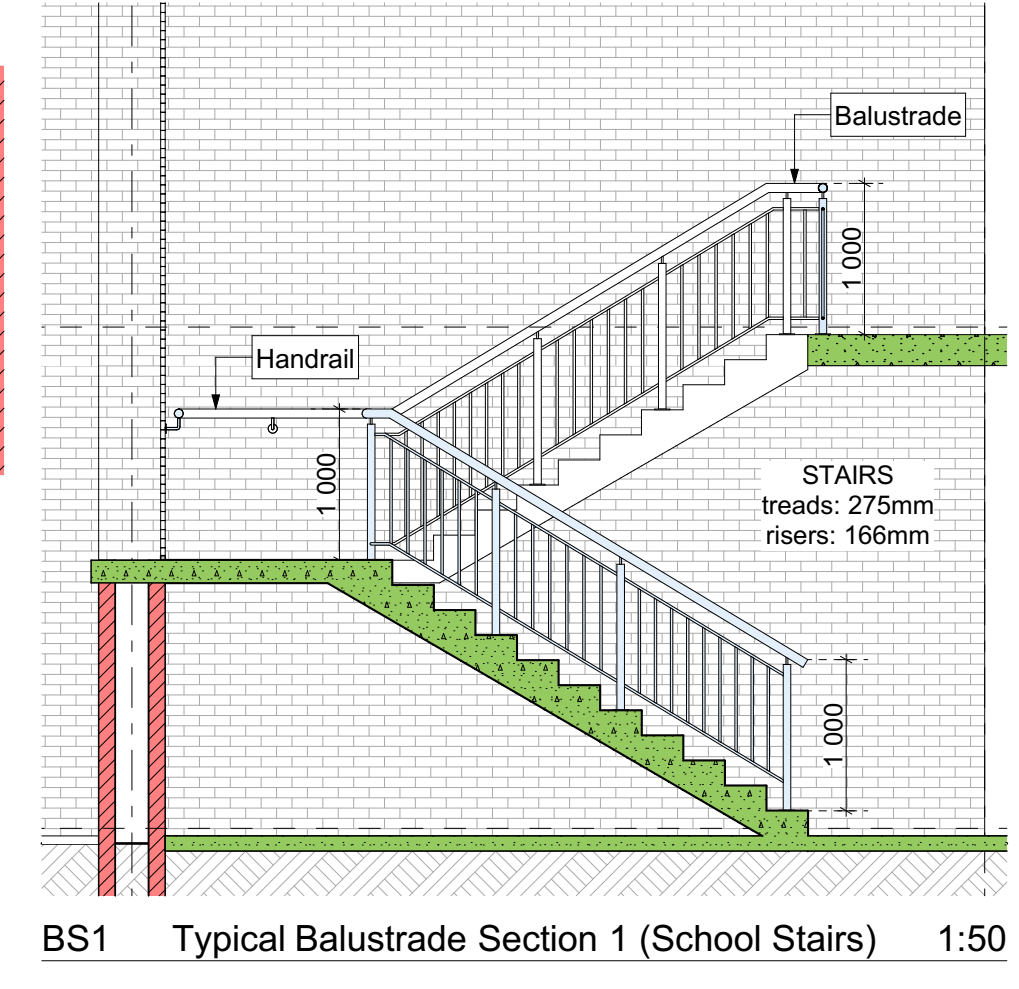 Balustrade
1 000
Handrail
1 000
STAIRS
treads: 275mm
risers: 166mm
1 000
BS1 Typical Balustrade Section 1 (School Stairs) 1:50